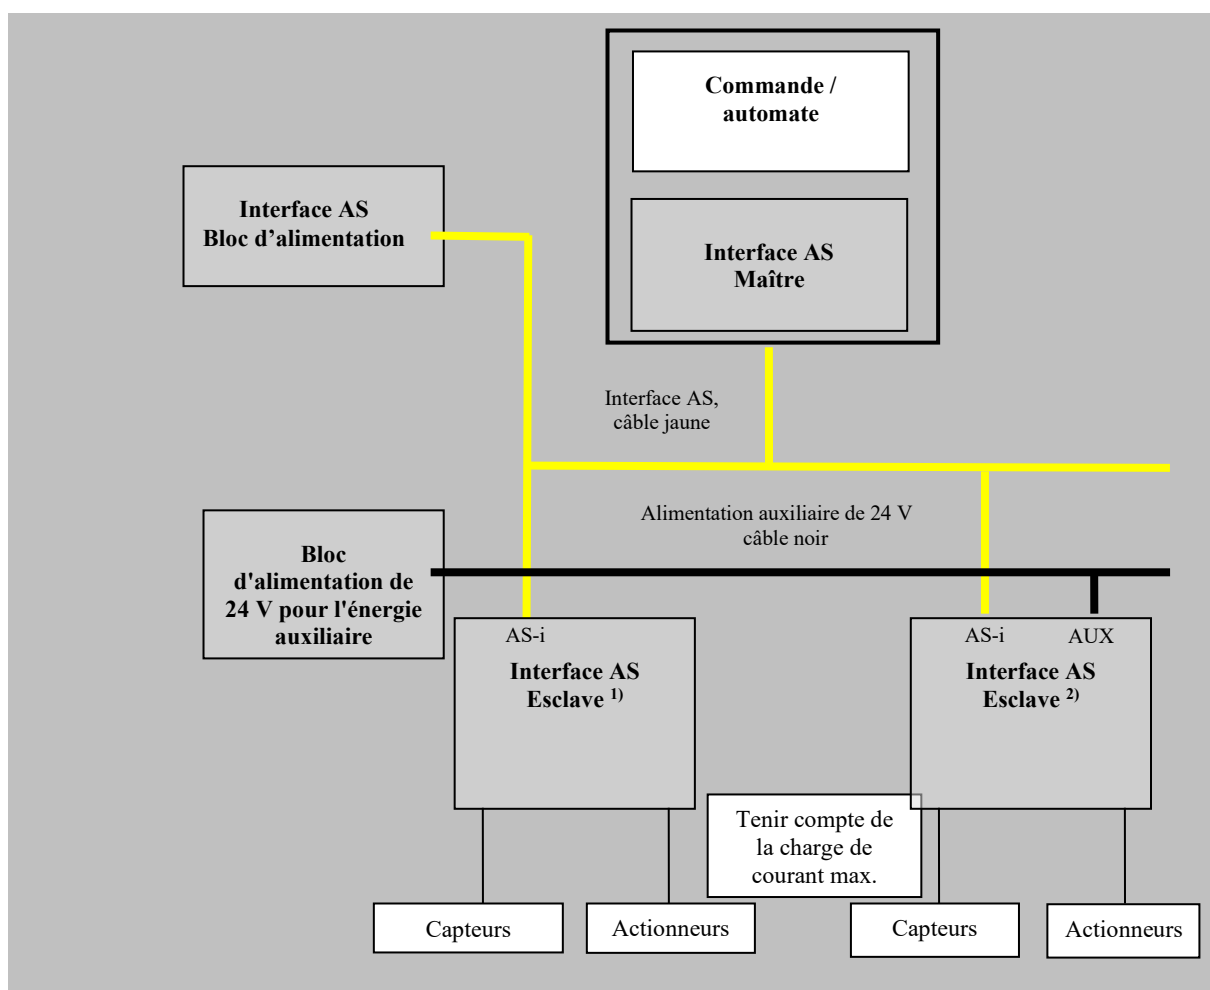 Commande /
automate
Interface AS
Bloc d’alimentation
Interface AS
Maître
Interface AS,
câble jaune
Alimentation auxiliaire de 24 V
câble noir
Bloc
d'alimentation de
24 V pour l'énergie
auxiliaire
AS-i
Interface AS
Esclave 1)
AS-i AUX
Interface AS
Esclave 2)
Tenir compte de
la charge de
courant max.
Capteurs
Actionneurs
Capteurs
Actionneurs